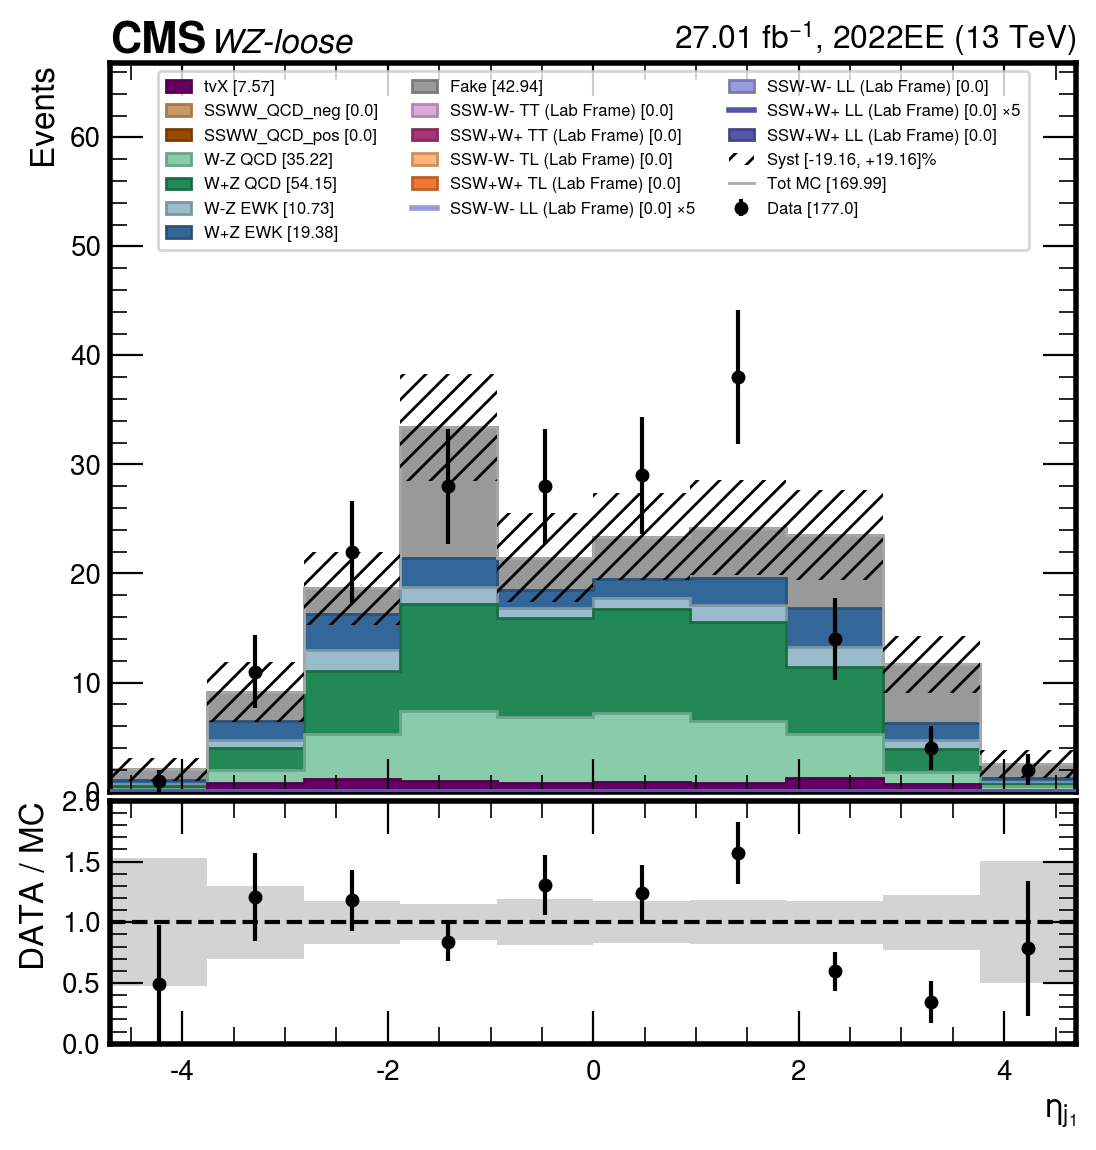 CMS WZ-loose 27.01 fb⁻¹, 2022EE (13 TeV)
Events
tvX [7.57]
SSWW_QCD_neg [0.0]
SSWW_QCD_pos [0.0]
W-Z QCD [35.22]
W+Z QCD [54.15]
W-Z EWK [10.73]
W+Z EWK [19.38]
Fake [42.94]
SSW-W- TT (Lab Frame) [0.0]
SSW+W+ TT (Lab Frame) [0.0]
SSW-W- TL (Lab Frame) [0.0]
SSW+W+ TL (Lab Frame) [0.0]
SSW-W- LL (Lab Frame) [0.0] ×5
SSW-W- LL (Lab Frame) [0.0]
SSW+W+ LL (Lab Frame) [0.0] ×5
SSW+W+ LL (Lab Frame) [0.0]
Syst [-19.16, +19.16]%
Tot MC [169.99]
Data [177.0]
60
50
40
30
20
10
0
DATA / MC
2.0
1.5
1.0
0.5
0.0
-4 -2 0 2 4
η_{j_1}